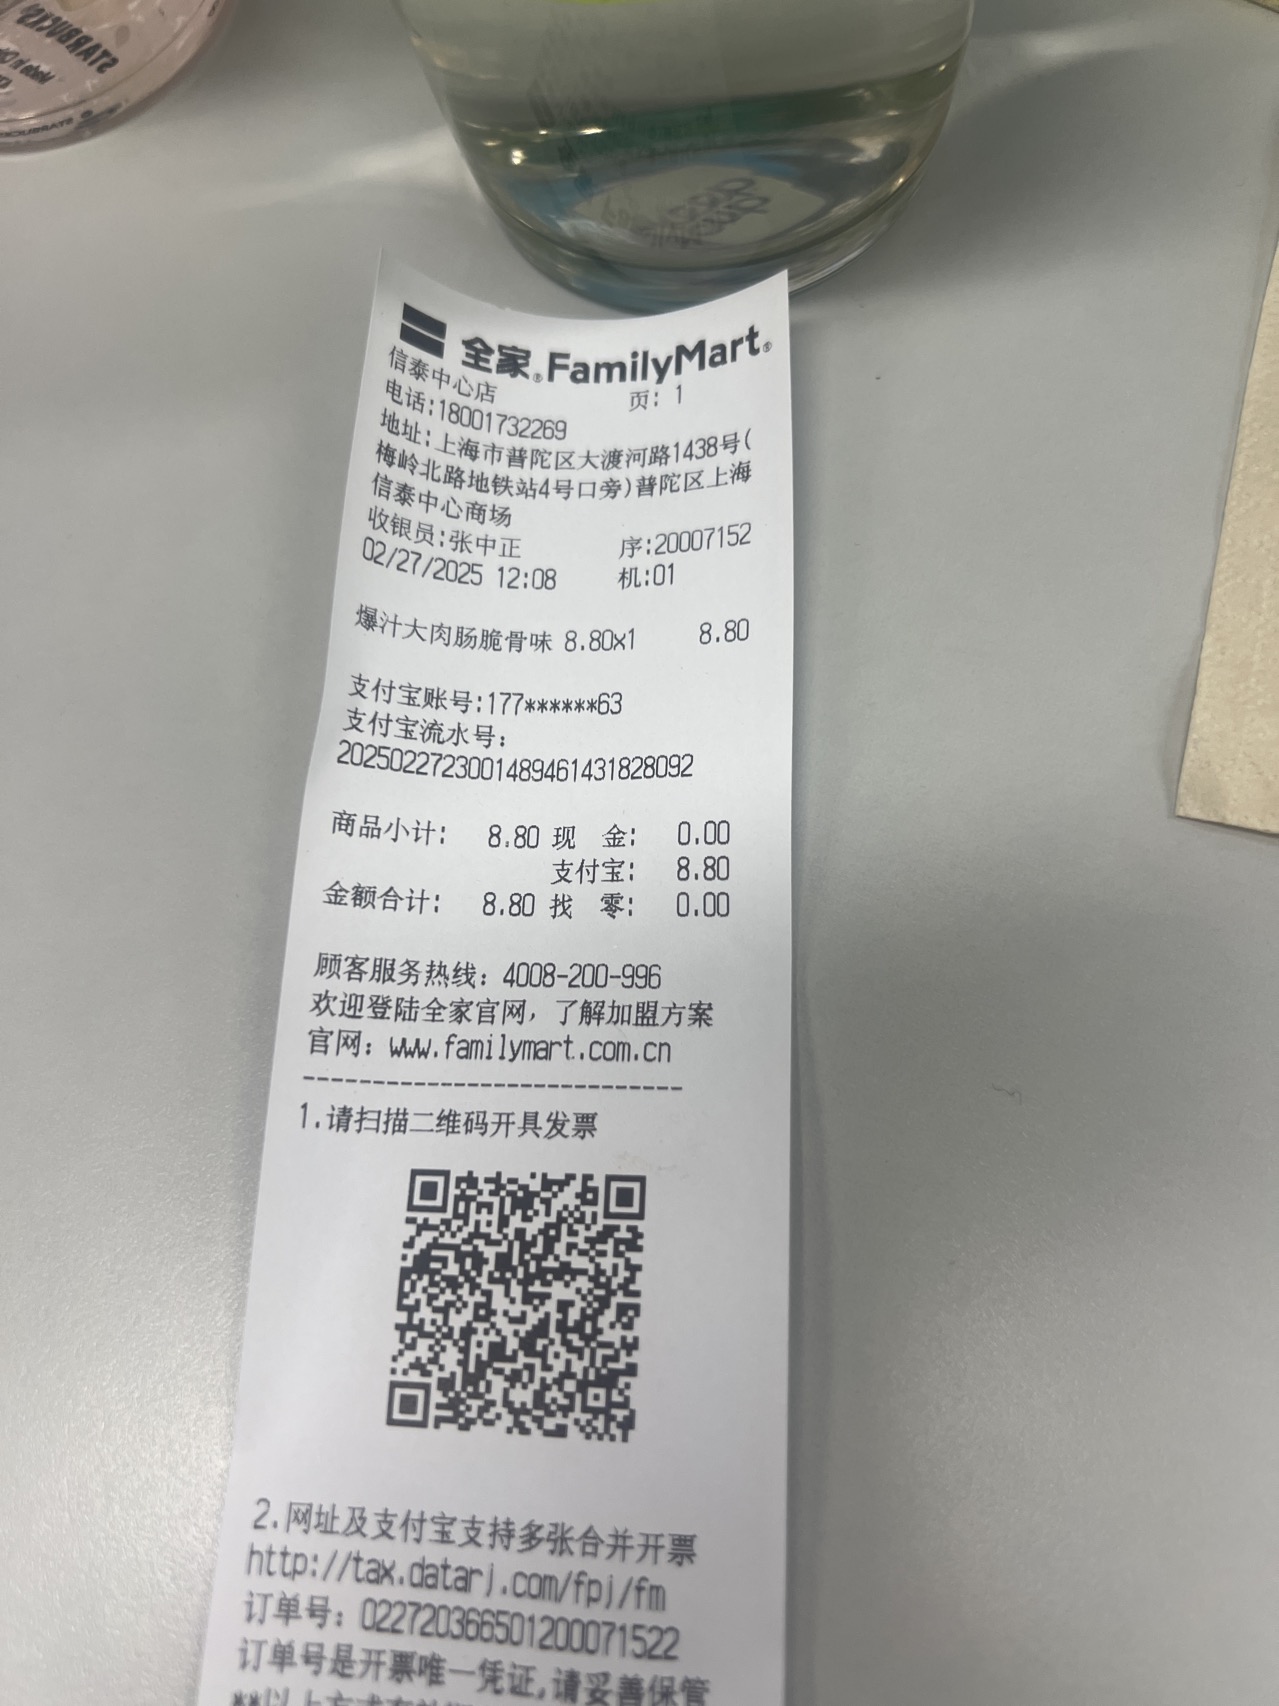 STARBUCKS
全家 FamilyMart
信泰中心店 页: 1
电话:18001732269
地址:上海市普陀区大渡河路1438号(
梅岭北路地铁站4号口旁)普陀区上海
信泰中心商场
收银员:张中正 序:20007152
02/27/2025 12:08 机:01
爆汁大肉肠脆骨味 8.80x1 8.80
支付宝账号:177******63
支付宝流水号:
2025022723001489461431828092
商品小计: 8.80 现 金: 0.00
支付宝: 8.80
金额合计: 8.80 找 零: 0.00
顾客服务热线: 4008-200-996
欢迎登陆全家官网, 了解加盟方案
官网: www.familymart.com.cn
----------------------------
1.请扫描二维码开具发票
2.网址及支付宝支持多张合并开票
http://tax.datarj.com/fpj/fm
订单号: 022720366501200071522
订单号是开票唯一凭证,请妥善保管